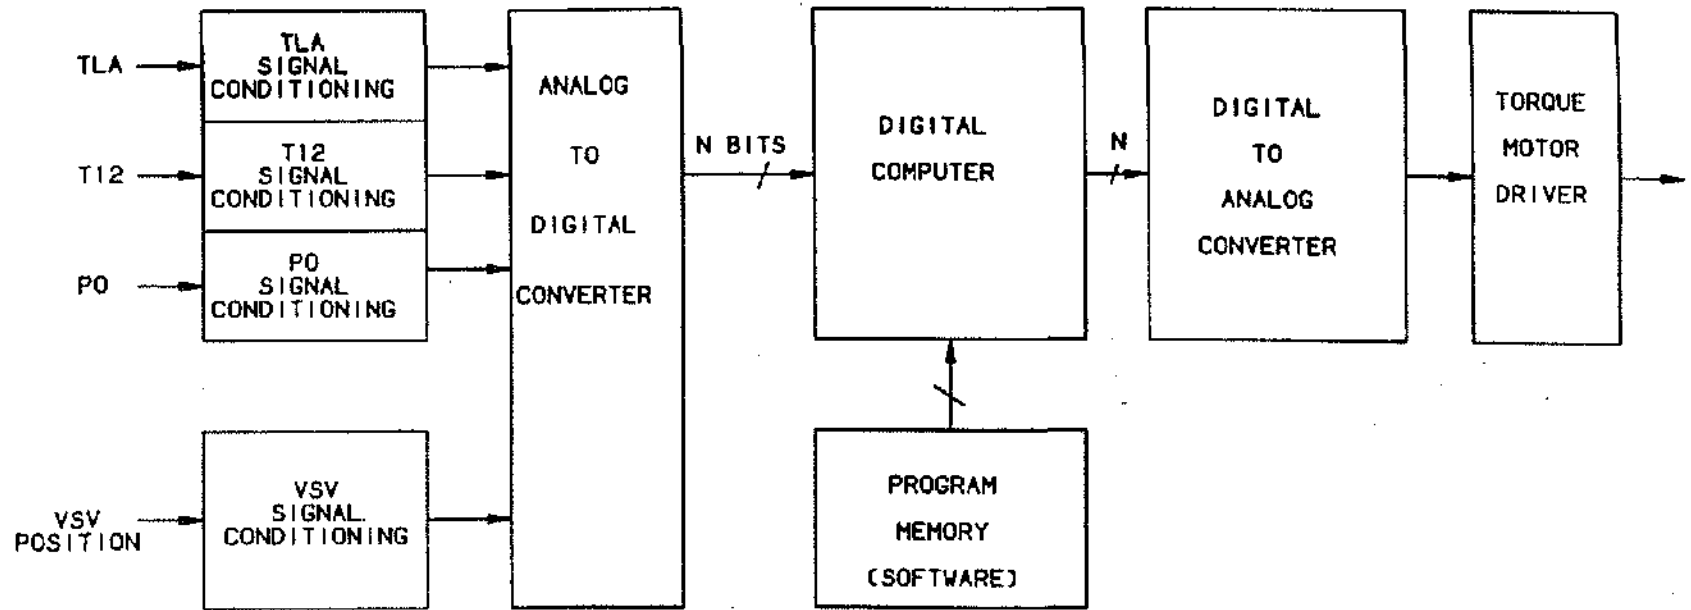 TLA
TLA
SIGNAL
CONDITIONING
T12
T12
SIGNAL
CONDITIONING
PO
PO
SIGNAL
CONDITIONING
VSV
POSITION
VSV
SIGNAL
CONDITIONING
ANALOG
TO
DIGITAL
CONVERTER
N BITS
DIGITAL
COMPUTER
PROGRAM
MEMORY
(SOFTWARE)
N
DIGITAL
TO
ANALOG
CONVERTER
TORQUE
MOTOR
DRIVER